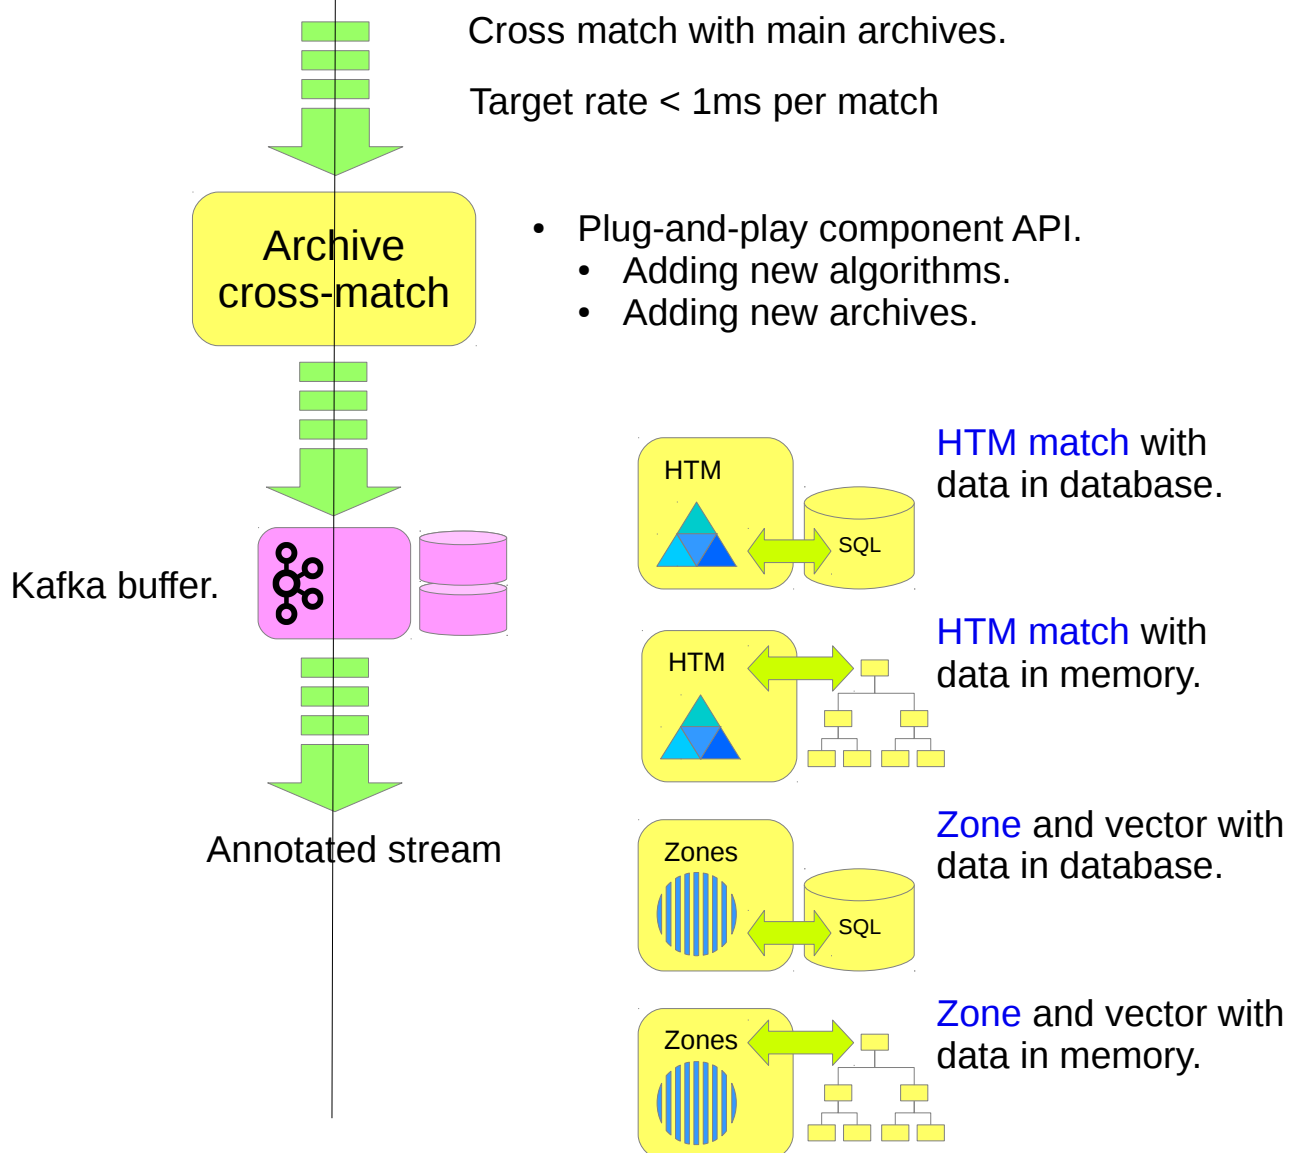 Cross match with main archives.
Target rate < 1ms per match
Archive
cross-match
• Plug-and-play component API.
• Adding new algorithms.
• Adding new archives.
Kafka buffer.
Annotated stream
HTM
SQL
HTM match with
data in database.
HTM
HTM match with
data in memory.
Zones
SQL
Zone and vector with
data in database.
Zones
Zone and vector with
data in memory.